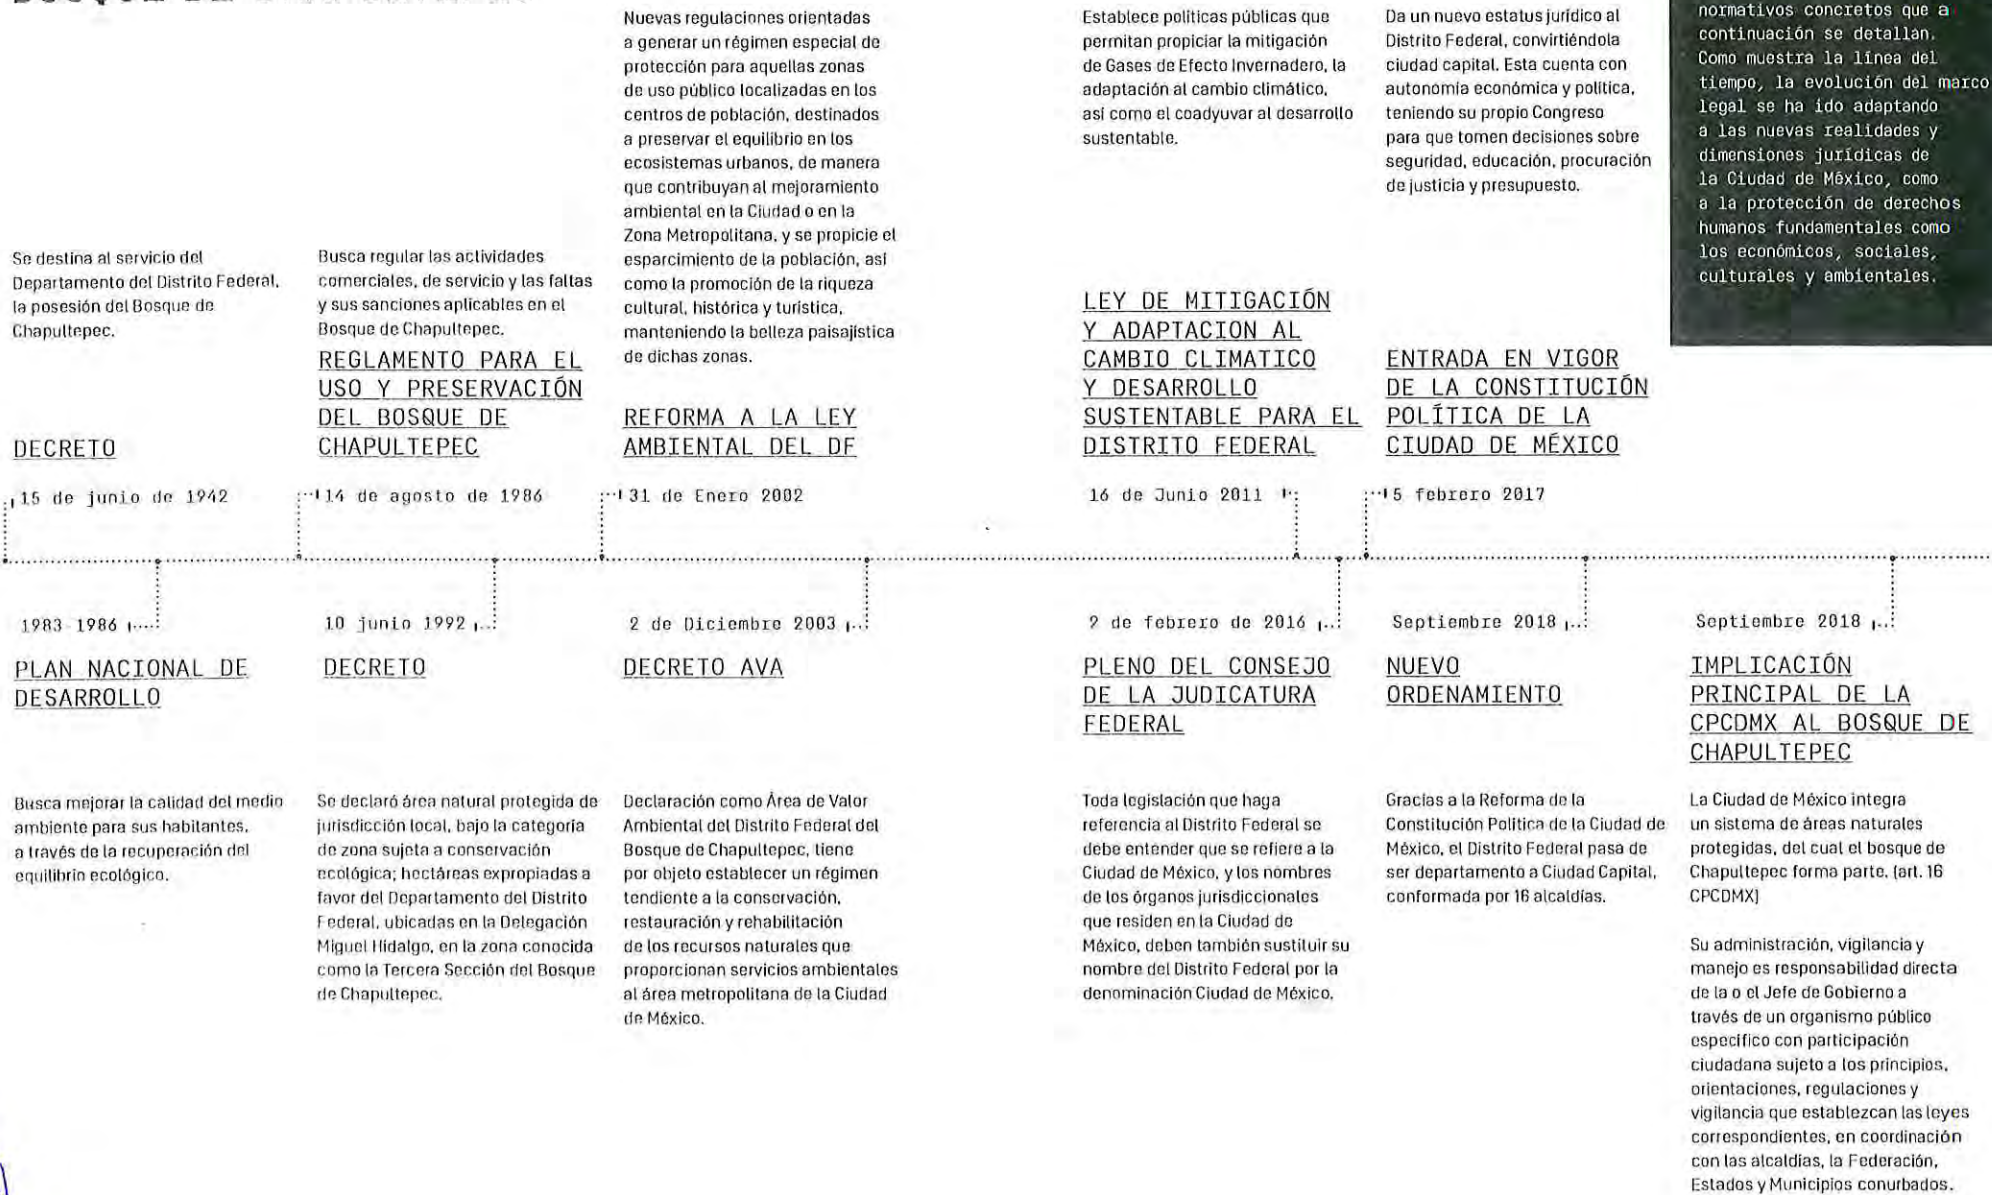 Se destina al servicio del
Departamento del Distrito Federal,
la posesión del Bosque de
Chapultepec.
DECRETO
15 de junio de 1942
Busca regular las actividades
comerciales, de servicio y las faltas
y sus sanciones aplicables en el
Bosque de Chapultepec.
REGLAMENTO PARA EL
USO Y PRESERVACIÓN
DEL BOSQUE DE
CHAPULTEPEC
14 de agosto de 1986
Nuevas regulaciones orientadas
a generar un régimen especial de
protección para aquellas zonas
de uso público localizadas en los
centros de población, destinados
a preservar el equilibrio en los
ecosistemas urbanos, de manera
que contribuyan al mejoramiento
ambiental en la Ciudad o en la
Zona Metropolitana, y se propicie el
esparcimiento de la población, así
como la promoción de la riqueza
cultural, histórica y turística,
manteniendo la belleza paisajística
de dichas zonas.
REFORMA A LA LEY
AMBIENTAL DEL DF
31 de Enero 2002
Establece políticas públicas que
permitan propiciar la mitigación
de Gases de Efecto Invernadero, la
adaptación al cambio climático,
así como el coadyuvar al desarrollo
sustentable.
LEY DE MITIGACIÓN
Y ADAPTACION AL
CAMBIO CLIMATICO
Y DESARROLLO
SUSTENTABLE PARA EL
DISTRITO FEDERAL
16 de Junio 2011
Da un nuevo estatus jurídico al
Distrito Federal, convirtiéndola
ciudad capital. Esta cuenta con
autonomía económica y política,
teniendo su propio Congreso
para que tomen decisiones sobre
seguridad, educación, procuración
de justicia y presupuesto.
ENTRADA EN VIGOR
DE LA CONSTITUCIÓN
POLÍTICA DE LA
CIUDAD DE MÉXICO
5 febrero 2017
normativos concretos que a
continuación se detallan.
Como muestra la línea del
tiempo, la evolución del marco
legal se ha ido adaptando
a las nuevas realidades y
dimensiones jurídicas de
la Ciudad de México, como
a la protección de derechos
humanos fundamentales como
los económicos, sociales,
culturales y ambientales.
1983-1986
PLAN NACIONAL DE
DESARROLLO
Busca mejorar la calidad del medio
ambiente para sus habitantes,
a través de la recuperación del
equilibrio ecológico.
10 junio 1992
DECRETO
Se declaró área natural protegida de
jurisdicción local, bajo la categoría
de zona sujeta a conservación
ecológica; hectáreas expropiadas a
favor del Departamento del Distrito
Federal, ubicadas en la Delegación
Miguel Hidalgo, en la zona conocida
como la Tercera Sección del Bosque
de Chapultepec.
2 de Diciembre 2003
DECRETO AVA
Declaración como Área de Valor
Ambiental del Distrito Federal del
Bosque de Chapultepec, tiene
por objeto establecer un régimen
tendiente a la conservación,
restauración y rehabilitación
de los recursos naturales que
proporcionan servicios ambientales
al área metropolitana de la Ciudad
de México.
2 de febrero de 2016
PLENO DEL CONSEJO
DE LA JUDICATURA
FEDERAL
Toda legislación que haga
referencia al Distrito Federal se
debe entender que se refiere a la
Ciudad de México, y los nombres
de los órganos jurisdiccionales
que residen en la Ciudad de
México, deben también sustituir su
nombre del Distrito Federal por la
denominación Ciudad de México.
Septiembre 2018
NUEVO
ORDENAMIENTO
Gracias a la Reforma de la
Constitución Política de la Ciudad de
México, el Distrito Federal pasa de
ser departamento a Ciudad Capital,
conformada por 16 alcaldías.
Septiembre 2018
IMPLICACIÓN
PRINCIPAL DE LA
CPCDMX AL BOSQUE DE
CHAPULTEPEC
La Ciudad de México integra
un sistema de áreas naturales
protegidas, del cual el bosque de
Chapultepec forma parte. (art. 16
CPCDMX)
Su administración, vigilancia y
manejo es responsabilidad directa
de la o el Jefe de Gobierno a
través de un organismo público
específico con participación
ciudadana sujeto a los principios,
orientaciones, regulaciones y
vigilancia que establezcan las leyes
correspondientes, en coordinación
con las alcaldías, la Federación,
Estados y Municipios conurbados.